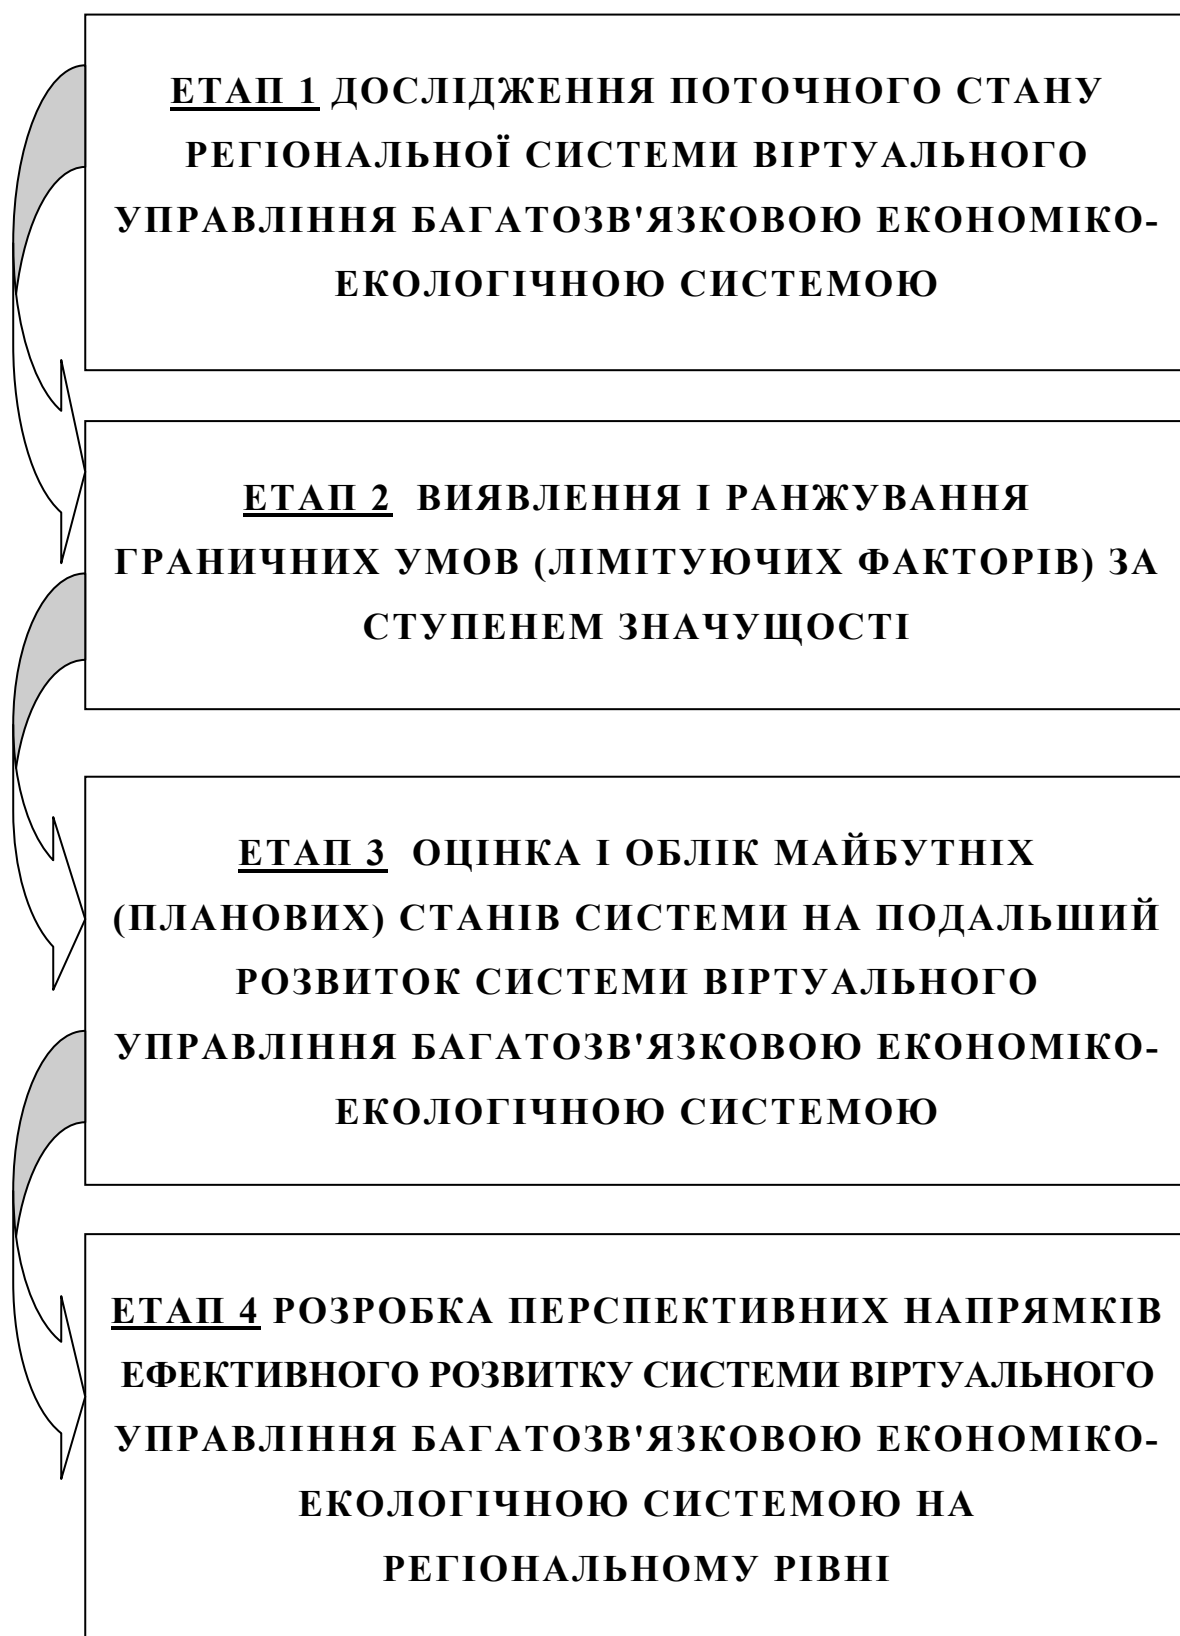 ЕТАП 1 ДОСЛІДЖЕННЯ ПОТОЧНОГО СТАНУ
РЕГІОНАЛЬНОЇ СИСТЕМИ ВІРТУАЛЬНОГО
УПРАВЛІННЯ БАГАТОЗВ'ЯЗКОВОЮ ЕКОНОМІКО-
ЕКОЛОГІЧНОЮ СИСТЕМОЮ
ЕТАП 2 ВИЯВЛЕННЯ І РАНЖУВАННЯ
ГРАНИЧНИХ УМОВ (ЛІМІТУЮЧИХ ФАКТОРІВ) ЗА
СТУПЕНЕМ ЗНАЧУЩОСТІ
ЕТАП 3 ОЦІНКА І ОБЛІК МАЙБУТНІХ
(ПЛАНОВИХ) СТАНІВ СИСТЕМИ НА ПОДАЛЬШИЙ
РОЗВИТОК СИСТЕМИ ВІРТУАЛЬНОГО
УПРАВЛІННЯ БАГАТОЗВ'ЯЗКОВОЮ ЕКОНОМІКО-
ЕКОЛОГІЧНОЮ СИСТЕМОЮ
ЕТАП 4 РОЗРОБКА ПЕРСПЕКТИВНИХ НАПРЯМКІВ
ЕФЕКТИВНОГО РОЗВИТКУ СИСТЕМИ ВІРТУАЛЬНОГО
УПРАВЛІННЯ БАГАТОЗВ'ЯЗКОВОЮ ЕКОНОМІКО-
ЕКОЛОГІЧНОЮ СИСТЕМОЮ НА
РЕГІОНАЛЬНОМУ РІВНІ